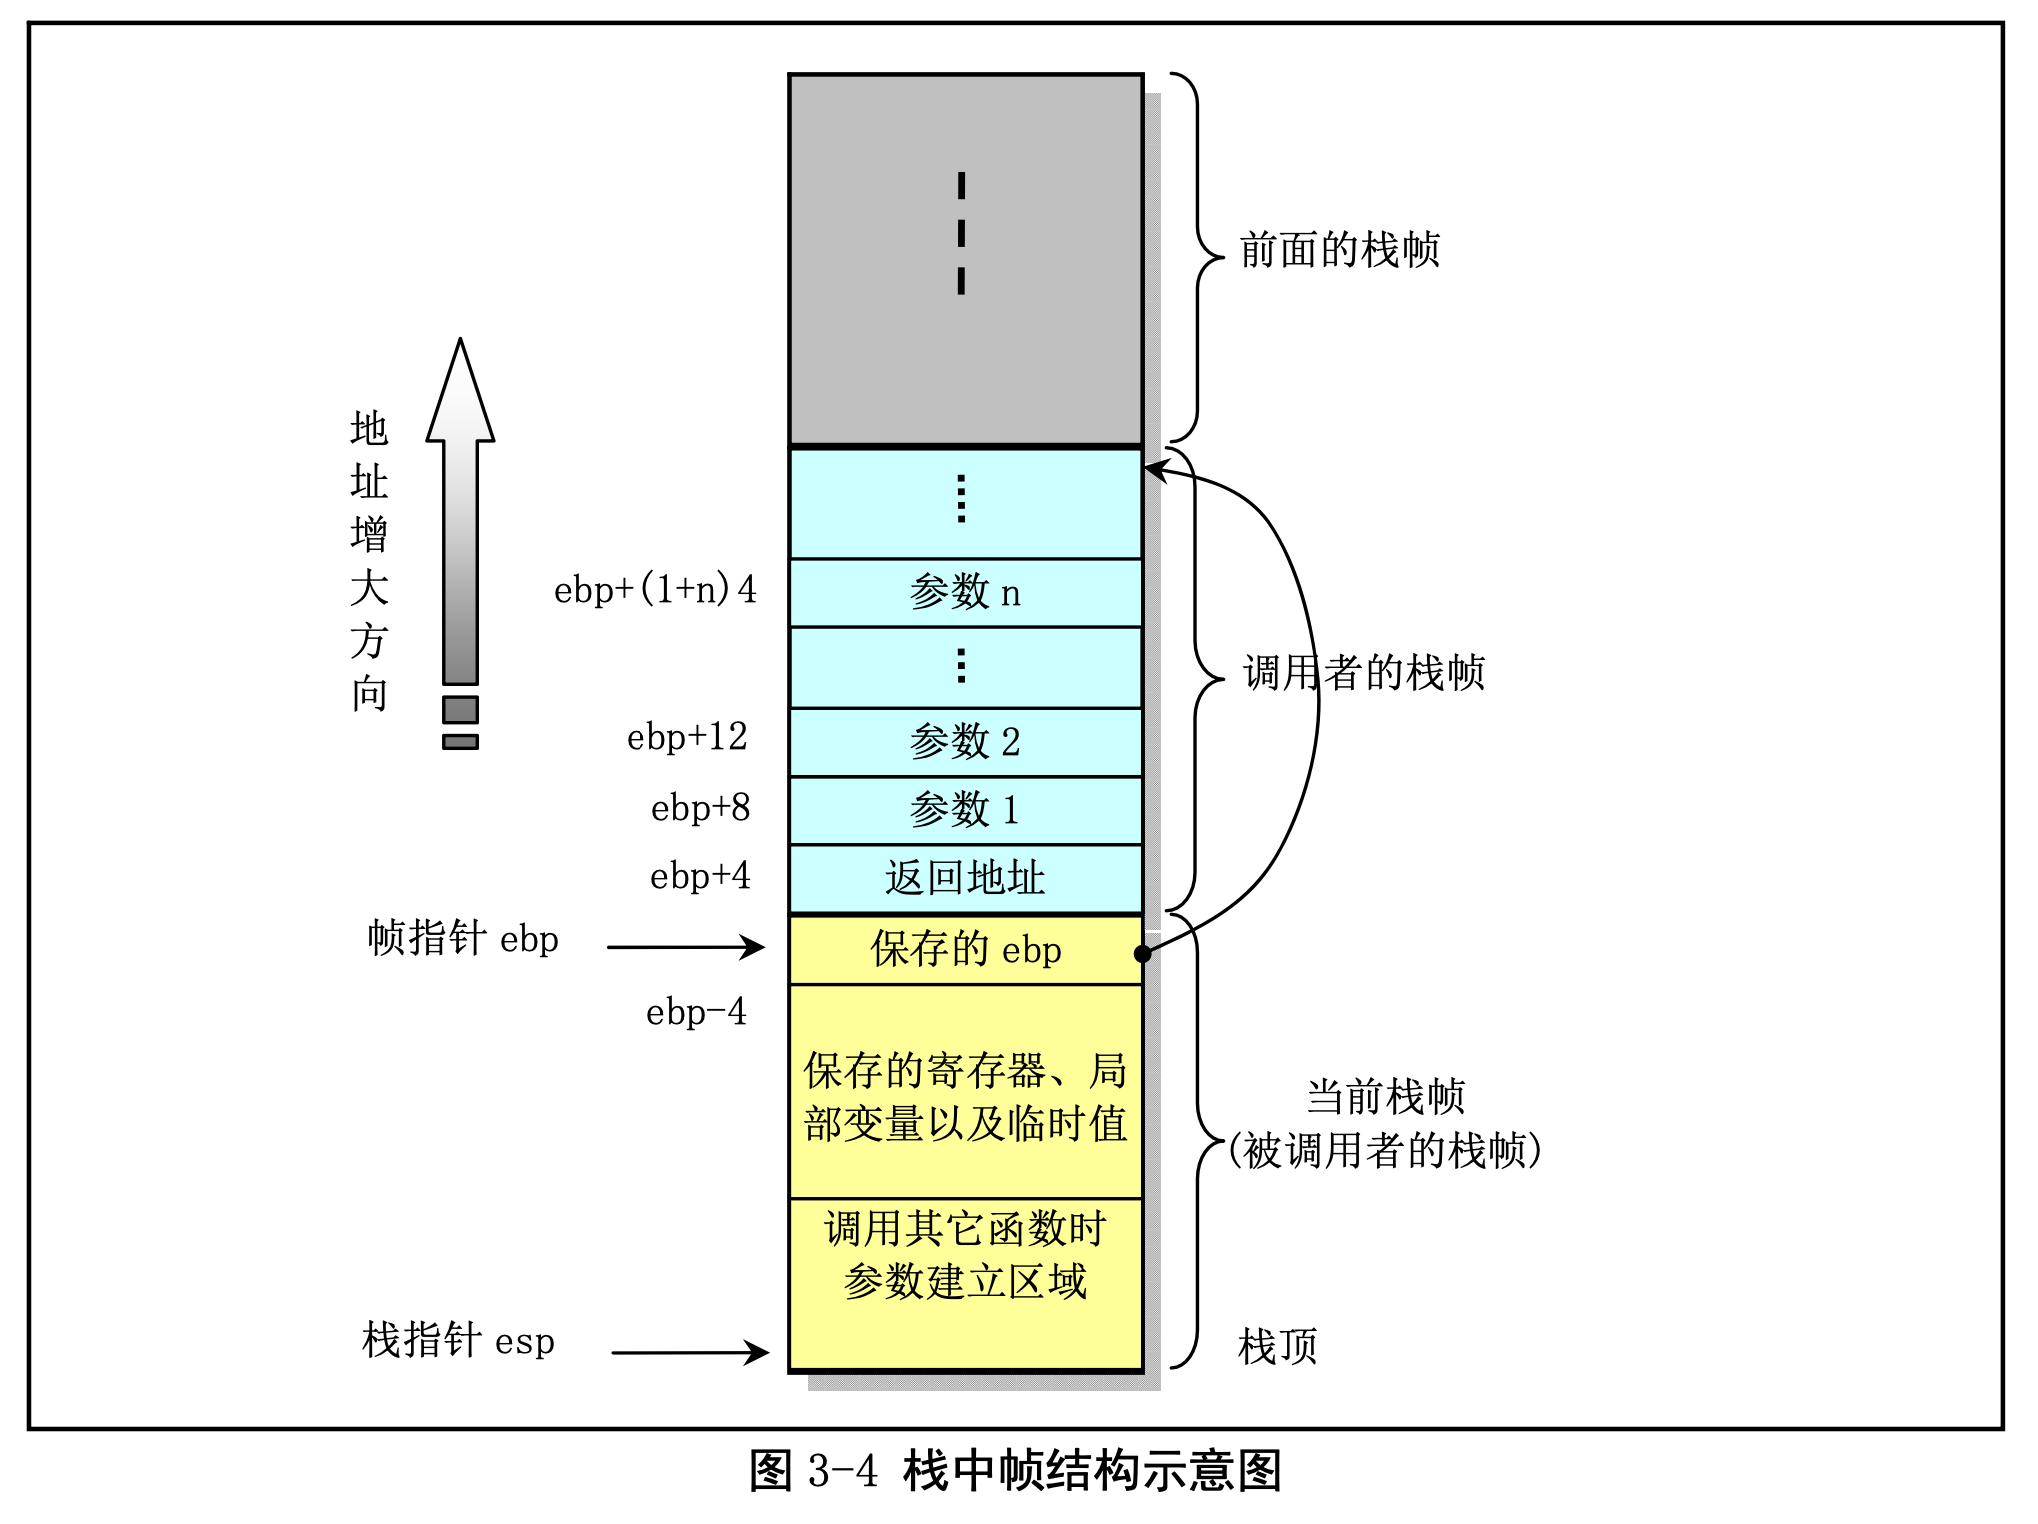 前面的栈帧
地址增大方向
ebp+(1+n)4
参数 n
调用者的栈帧
ebp+12
参数 2
ebp+8
参数 1
ebp+4
返回地址
帧指针 ebp
保存的 ebp
ebp-4
保存的寄存器、局
部变量以及临时值
当前栈帧
(被调用者的栈帧)
调用其它函数时
参数建立区域
栈指针 esp
栈顶
图 3-4 栈中帧结构示意图